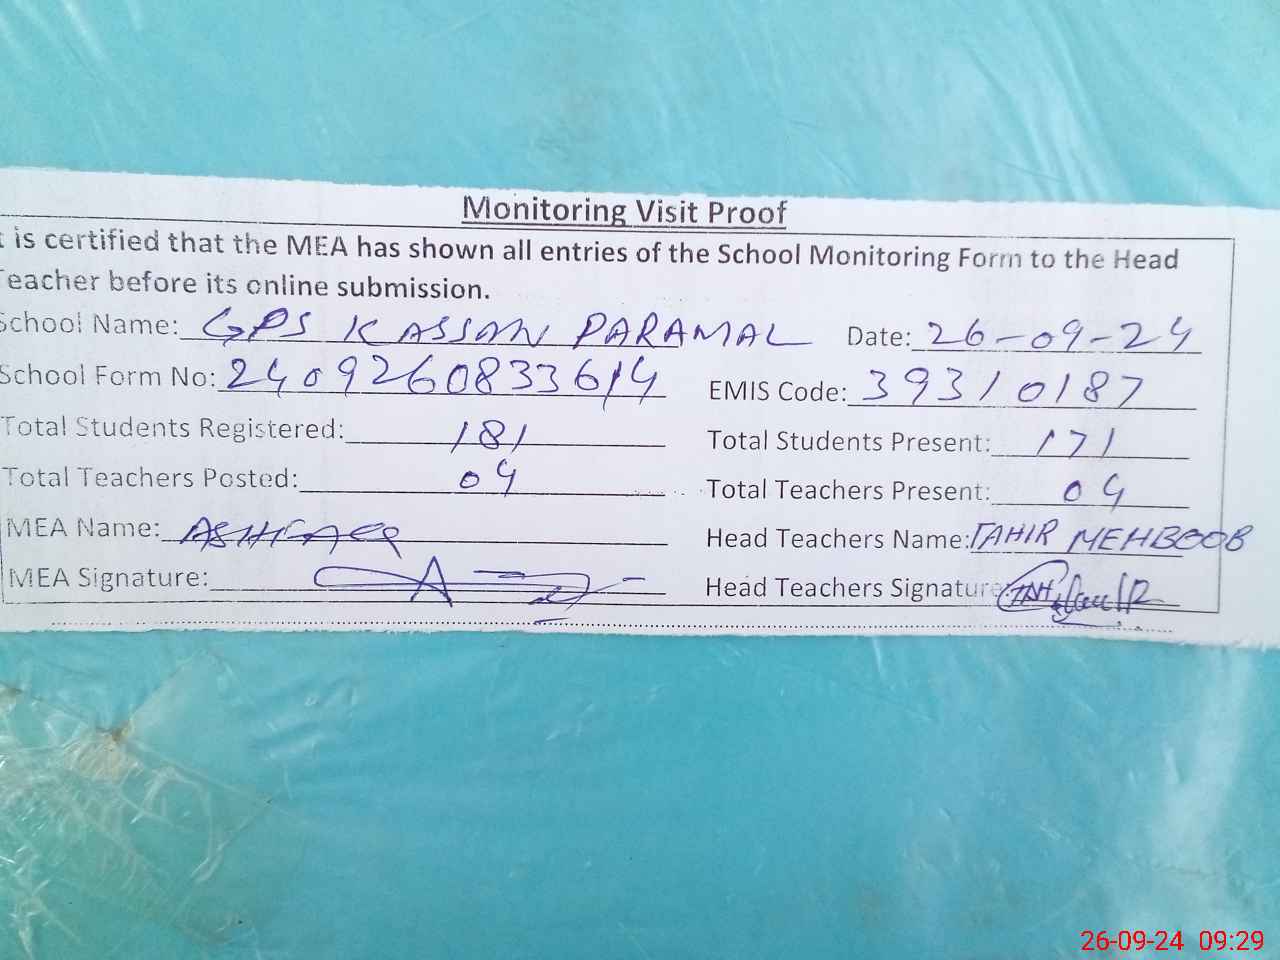 Monitoring Visit Proof
t is certified that the MEA has shown all entries of the School Monitoring Form to the Head
Teacher before its online submission.
School Name: GPS KASSAN PARAMAL Date: 26-09-24
School Form No: 240926083364 EMIS Code: 39310187
Total Students Registered: 181 Total Students Present: 171
Total Teachers Posted: 04 Total Teachers Present: 04
MEA Name: ASHFAQ Head Teachers Name: TAHIR MEHBOOB
MEA Signature: Head Teachers Signature
26-09-24 09:29